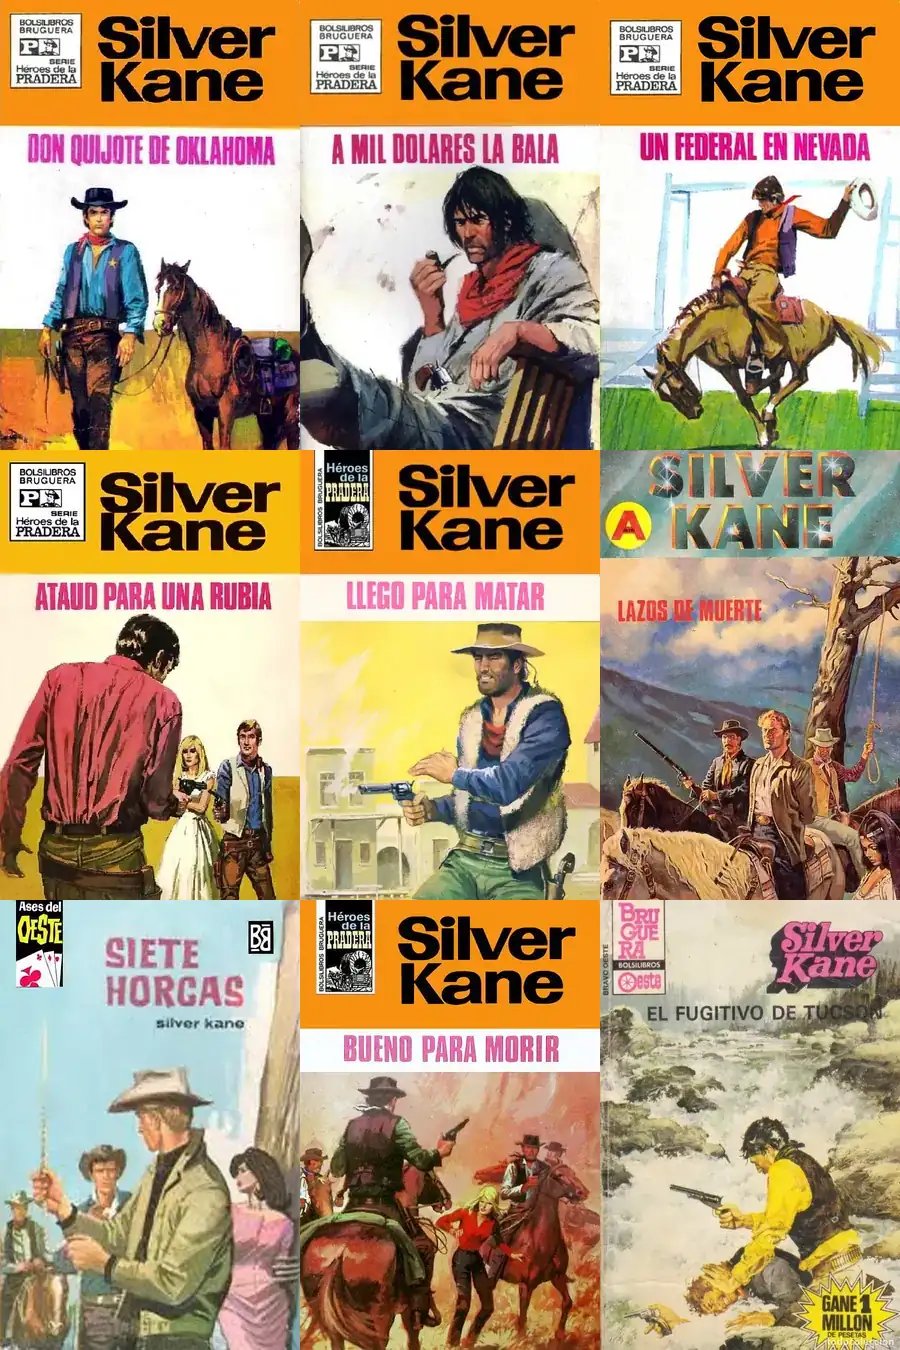 BOLSILIBROS
BRUGUERA
P
SERIE
Héroes de la
PRADERA
Silver
Kane
DON QUIJOTE DE OKLAHOMA
BOLSILIBROS
BRUGUERA
P
SERIE
Héroes de la
PRADERA
Silver
Kane
A MIL DOLARES LA BALA
BOLSILIBROS
BRUGUERA
P
SERIE
Héroes de la
PRADERA
Silver
Kane
UN FEDERAL EN NEVADA
BOLSILIBROS
BRUGUERA
P
SERIE
Héroes de la
PRADERA
Silver
Kane
ATAUD PARA UNA RUBIA
BOLSILIBROS BRUGUERA
Héroes
de la
PRADERA
Silver
Kane
LLEGO PARA MATAR
SILVER
KANE
A
LAZOS DE MUERTE
Ases del
OESTE
B
SIETE
HORCAS
silver kane
BOLSILIBROS BRUGUERA
Héroes
de la
PRADERA
Silver
Kane
BUENO PARA MORIR
BRU
GUE
RA
BOLSILIBROS
Oeste
BRAVO OESTE
Silver
Kane
EL FUGITIVO DE TUCSON
GANE 1
MILLON
DE PESETAS
todocoleccion